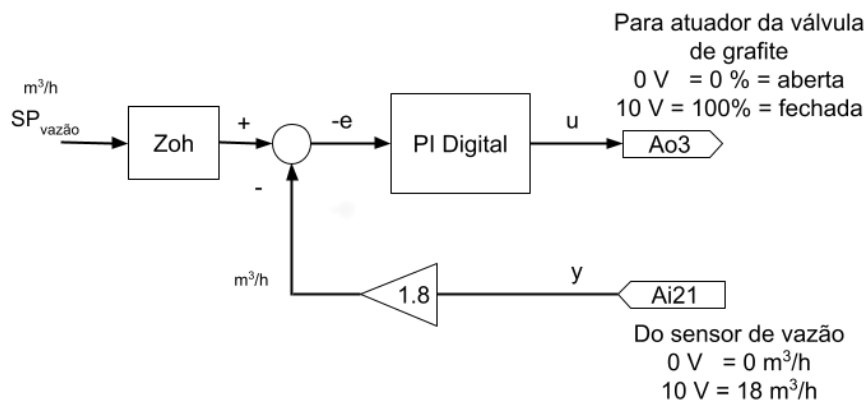 Para atuador da válvula
de grafite
0 V = 0 % = aberta
10 V = 100% = fechada
m³/h
SP vazão
Zoh
+
-
-e
PI Digital
u
Ao3
m³/h
1.8
y
Ai21
Do sensor de vazão
0 V = 0 m³/h
10 V = 18 m³/h